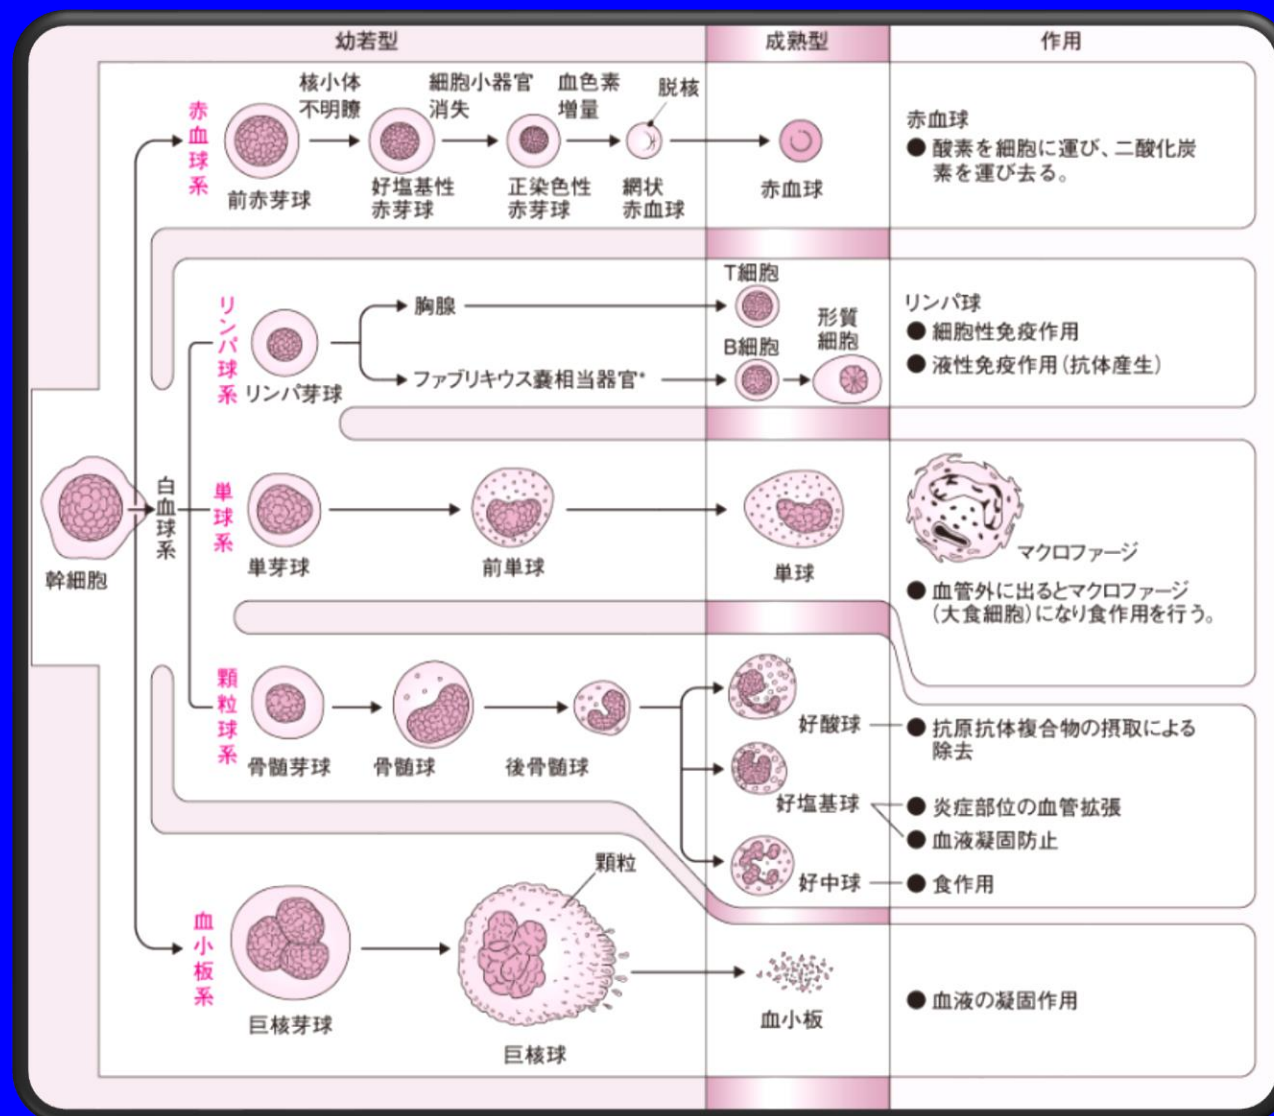 幼若型
成熟型
作用
赤血球系
核小体
不明瞭
細胞小器官
消失
血色素
増量
脱核
前赤芽球
好塩基性
赤芽球
正染色性
赤芽球
網状
赤血球
赤血球
赤血球
● 酸素を細胞に運び、二酸化炭
素を運び去る。
リンパ球系
リンパ芽球
胸腺
ファブリキウス嚢相当器官*
T細胞
B細胞
形質
細胞
リンパ球
● 細胞性免疫作用
● 液性免疫作用(抗体産生)
幹細胞
白血球系
単球系
単芽球
前単球
単球
マクロファージ
● 血管外に出るとマクロファージ
(大食細胞)になり食作用を行う。
顆粒球系
骨髄芽球
骨髄球
後骨髄球
好酸球
● 抗原抗体複合物の摂取による
除去
好塩基球
● 炎症部位の血管拡張
● 血液凝固防止
好中球
● 食作用
血小板系
巨核芽球
顆粒
巨核球
血小板
● 血液の凝固作用